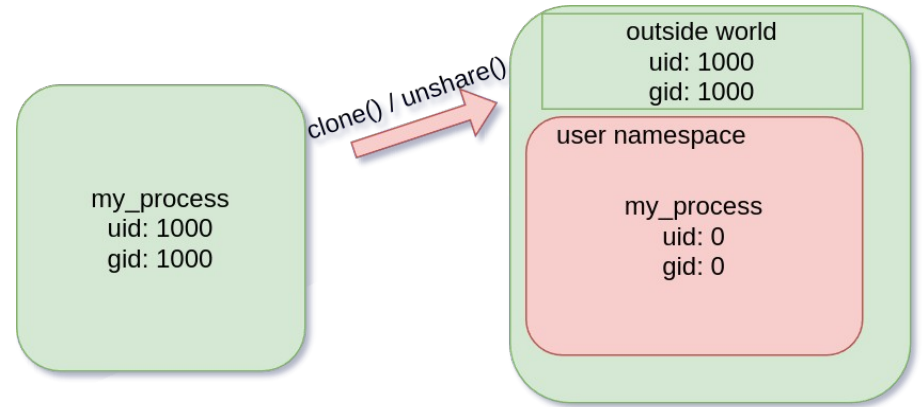 my_process
uid: 1000
gid: 1000
clone() / unshare()
outside world
uid: 1000
gid: 1000
user namespace
my_process
uid: 0
gid: 0